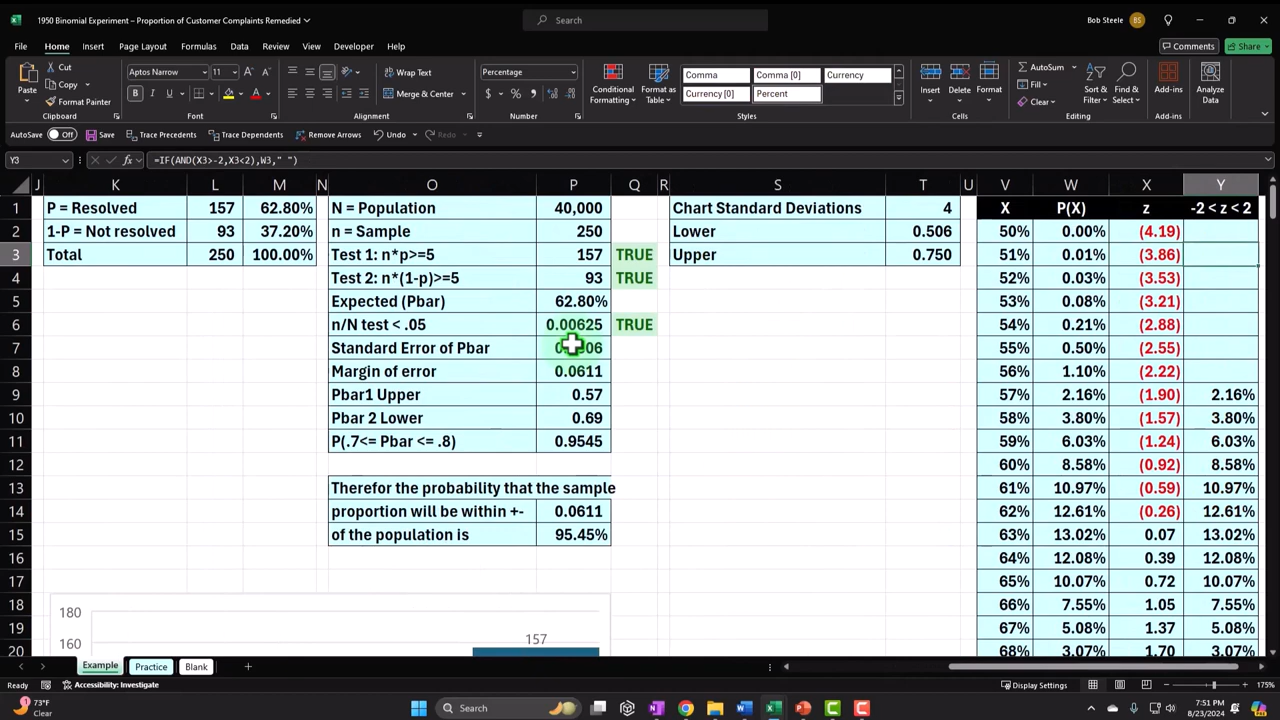 1950 Binomial Experiment – Proportion of Customer Complaints Remedied
Search
Bob Steele
BS
File Home Insert Page Layout Formulas Data Review View Developer Help
Comments Share
Paste
Cut
Copy
Format Painter
Clipboard
Aptos Narrow 11
Font
Wrap Text
Merge & Center
Alignment
Percentage
Number
Conditional Formatting
Format as Table
Comma Comma [0] Currency
Currency [0] Percent
Styles
Insert Delete Format
Cells
AutoSum
Fill
Clear
Sort & Filter
Find & Select
Editing
Add-ins
Add-ins
Analyze Data
AutoSave Off Save Trace Precedents Trace Dependents Remove Arrows Undo Redo
Y3 fx =IF(AND(X3>-2,X3<2),W3," ")
J K L M N O P Q R S T U V W X Y
1 P = Resolved 157 62.80% N = Population 40,000 Chart Standard Deviations 4 X P(X) z -2 < z < 2
2 1-P = Not resolved 93 37.20% n = Sample 250 Lower 0.506 50% 0.00% (4.19)
3 Total 250 100.00% Test 1: n*p>=5 157 TRUE Upper 0.750 51% 0.01% (3.86)
4 Test 2: n*(1-p)>=5 93 TRUE 52% 0.03% (3.53)
5 Expected (Pbar) 62.80% 53% 0.08% (3.21)
6 n/N test < .05 0.00625 TRUE 54% 0.21% (2.88)
7 Standard Error of Pbar 55% 0.50% (2.55)
8 Margin of error 0.0611 56% 1.10% (2.22)
9 Pbar1 Upper 0.57 57% 2.16% (1.90) 2.16%
10 Pbar 2 Lower 0.69 58% 3.80% (1.57) 3.80%
11 P(.7<= Pbar <= .8) 0.9545 59% 6.03% (1.24) 6.03%
12 60% 8.58% (0.92) 8.58%
13 Therefor the probability that the sample 61% 10.97% (0.59) 10.97%
14 proportion will be within +- 0.0611 62% 12.61% (0.26) 12.61%
15 of the population is 95.45% 63% 13.02% 0.07 13.02%
16 64% 12.08% 0.39 12.08%
17 65% 10.07% 0.72 10.07%
18 180 66% 7.55% 1.05 7.55%
19 157 67% 5.08% 1.37 5.08%
20 160 68% 3.07% 1.70 3.07%
Example Practice Blank
Ready Accessibility: Investigate Display Settings 175%
73°F
Clear
Search
7:51 PM
8/23/2024